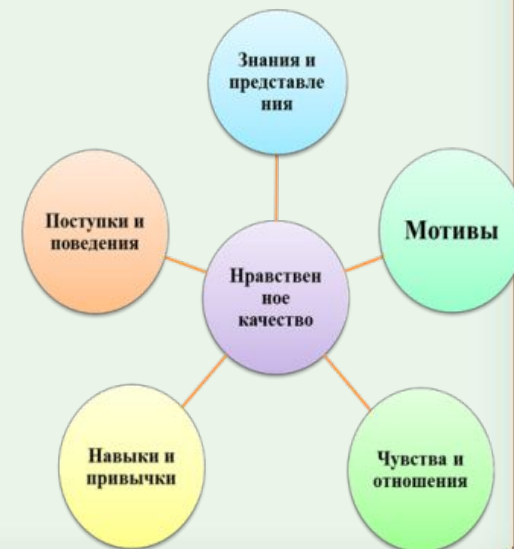 Знания и
представле
ния
Мотивы
Поступки и
поведения
Нравствен
ное
качество
Навыки и
привычки
Чувства и
отношения